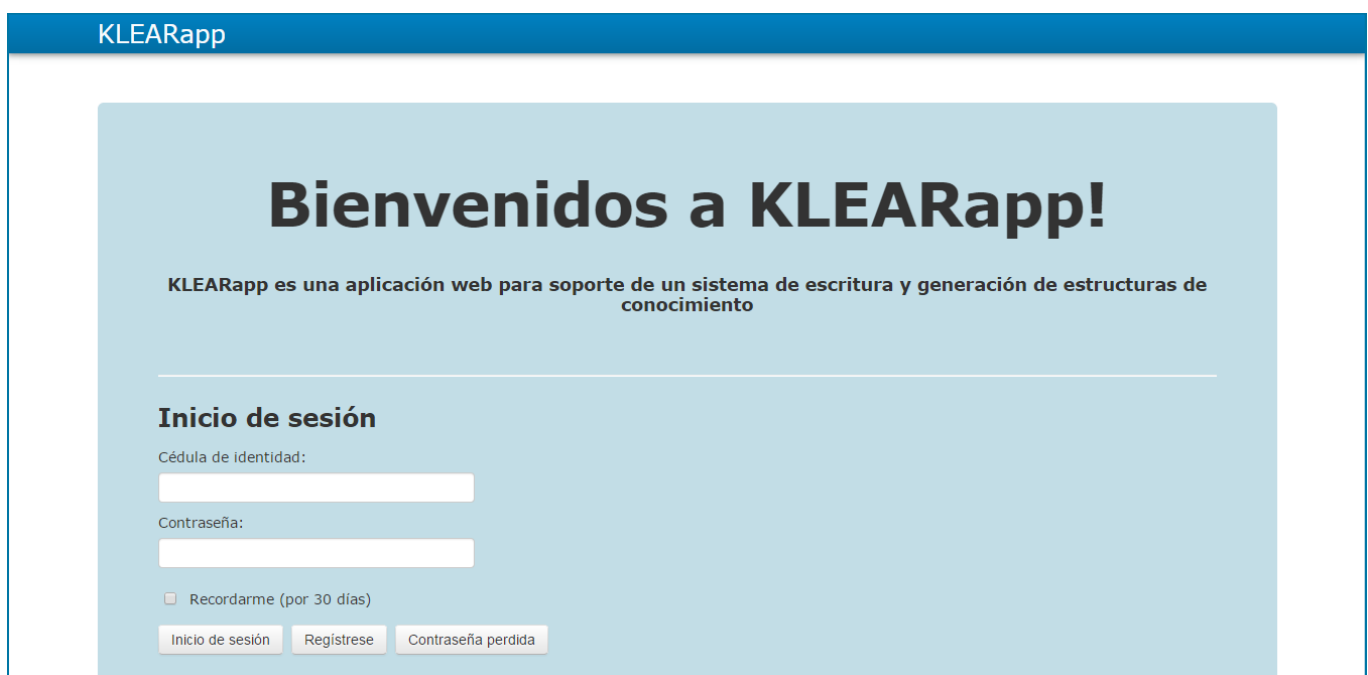 KLEARapp
Bienvenidos a KLEARapp!
KLEARapp es una aplicación web para soporte de un sistema de escritura y generación de estructuras de
conocimiento
Inicio de sesión
Cédula de identidad:
Contraseña:
Recordarme (por 30 días)
Inicio de sesión Regístrese Contraseña perdida